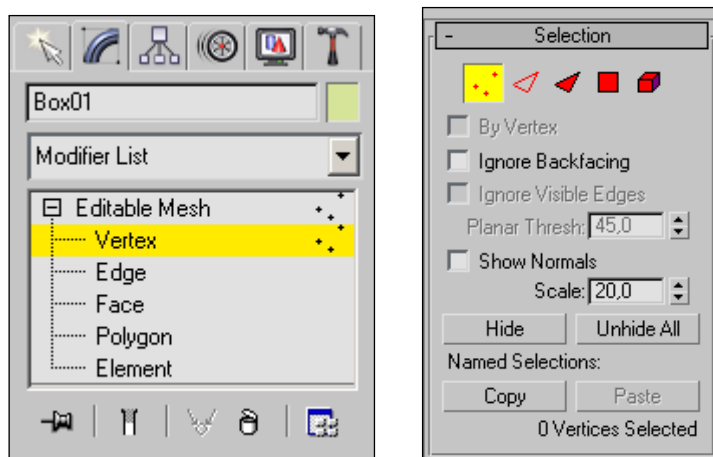 Box01
Modifier List
Editable Mesh
Vertex
Edge
Face
Polygon
Element
- Selection
By Vertex
Ignore Backfacing
Ignore Visible Edges
Planar Thresh: 45,0
Show Normals
Scale: 20,0
Hide Unhide All
Named Selections:
Copy Paste
0 Vertices Selected